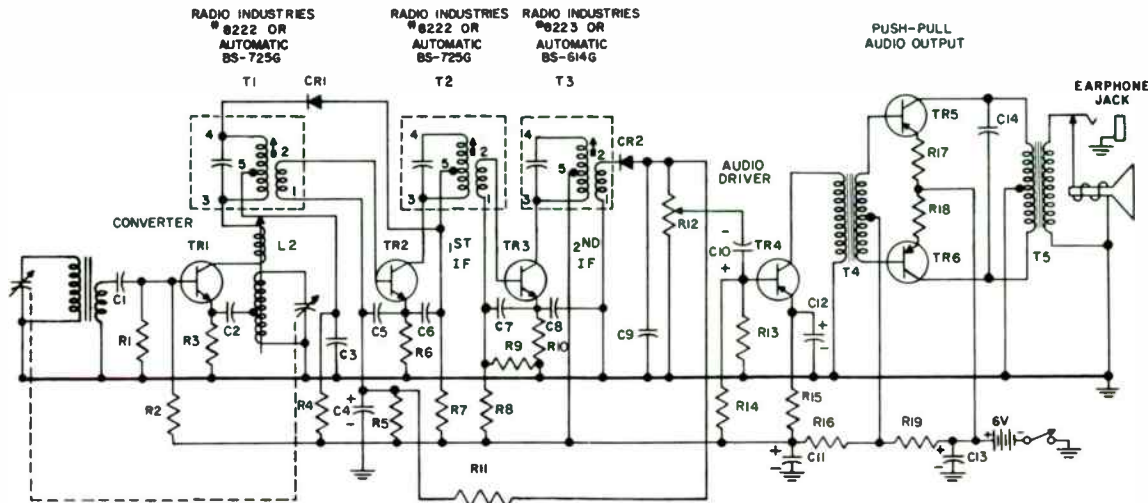 RADIO INDUSTRIES
#8222 OR
AUTOMATIC
BS-725G
T1
RADIO INDUSTRIES
#8222 OR
AUTOMATIC
BS-725G
T2
RADIO INDUSTRIES
#8223 OR
AUTOMATIC
BS-614G
T3
PUSH-PULL
AUDIO OUTPUT
EARPHONE
JACK
CR1
CR2
4
5
2
3
1
4
5
2
3
1
4
5
2
3
1
CONVERTER
L2
TR1
TR2
1ST
IF
TR3
2ND
IF
AUDIO
DRIVER
TR4
TR5
TR6
R17
R18
C14
T4
T5
R12
C10
-
+
C12
+
-
C1
C2
C3
C5
C6
C7
C8
C9
R1
R3
R6
R9
R10
R13
R2
R4
C4
+
-
R5
R7
R8
R14
R15
R16
R19
6V
+
-
C11
+
-
C13
+
-
R11